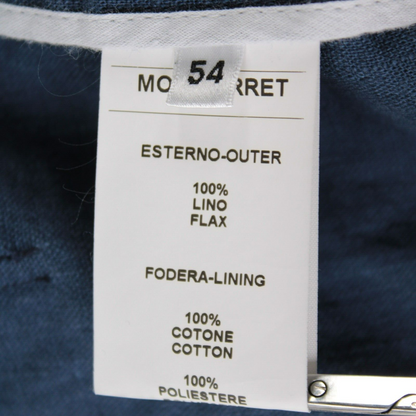 54
ESTERNO-OUTER
100%
LINO
FLAX
FODERA-LINING
100%
COTONE
COTTON
100%
POLIESTERE